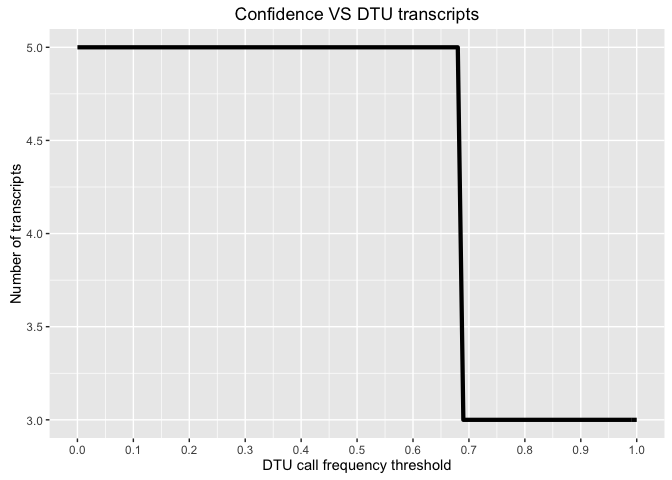 Confidence VS DTU transcripts
Number of transcripts
5.0
4.5
4.0
3.5
3.0
0.0 0.1 0.2 0.3 0.4 0.5 0.6 0.7 0.8 0.9 1.0
DTU call frequency threshold